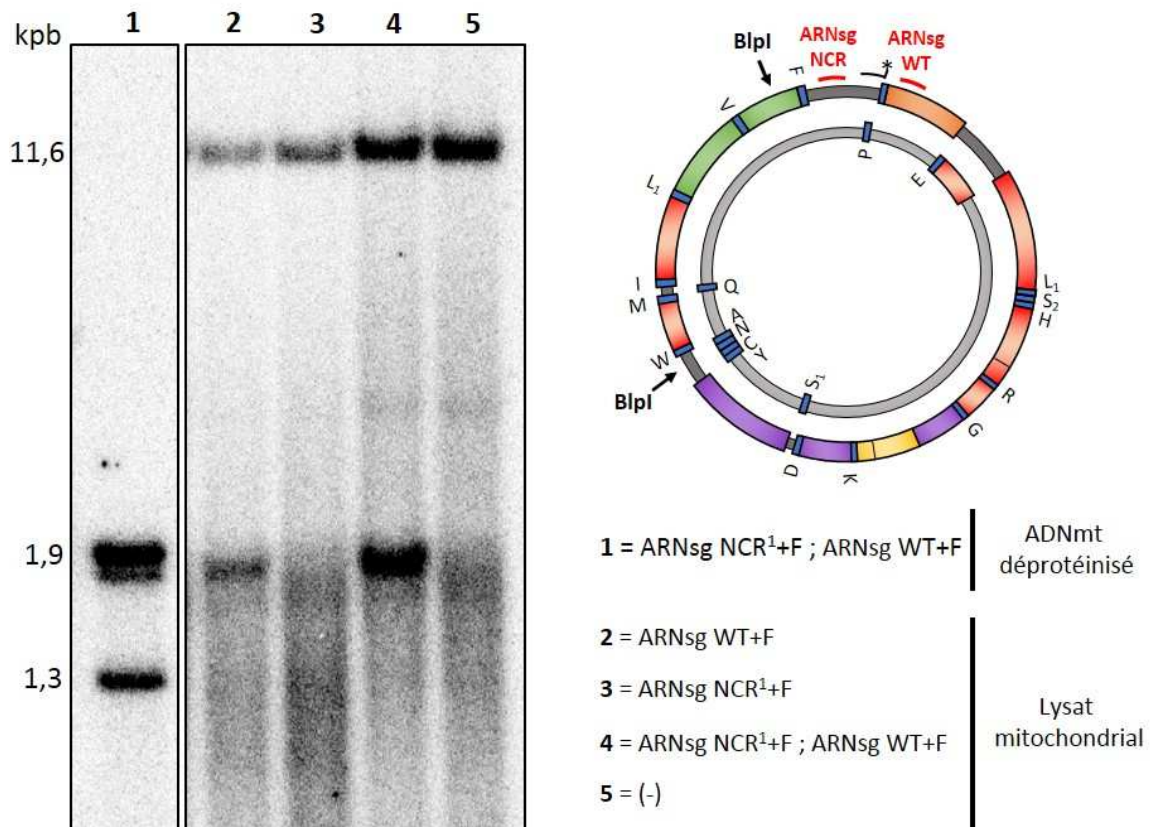 kpb
1 2 3 4 5
11,6
1,9
1,3
BlpI
ARNsg
NCR
ARNsg
WT
*
F
V
L1
I
M
W
BlpI
P
E
Q
A
N
C
Y
S1
L1
S2
H
R
G
K
D
1 = ARNsg NCR¹+F ; ARNsg WT+F
ADNmt
déprotéinisé
2 = ARNsg WT+F
3 = ARNsg NCR¹+F
4 = ARNsg NCR¹+F ; ARNsg WT+F
5 = (-)
Lysat
mitochondrial